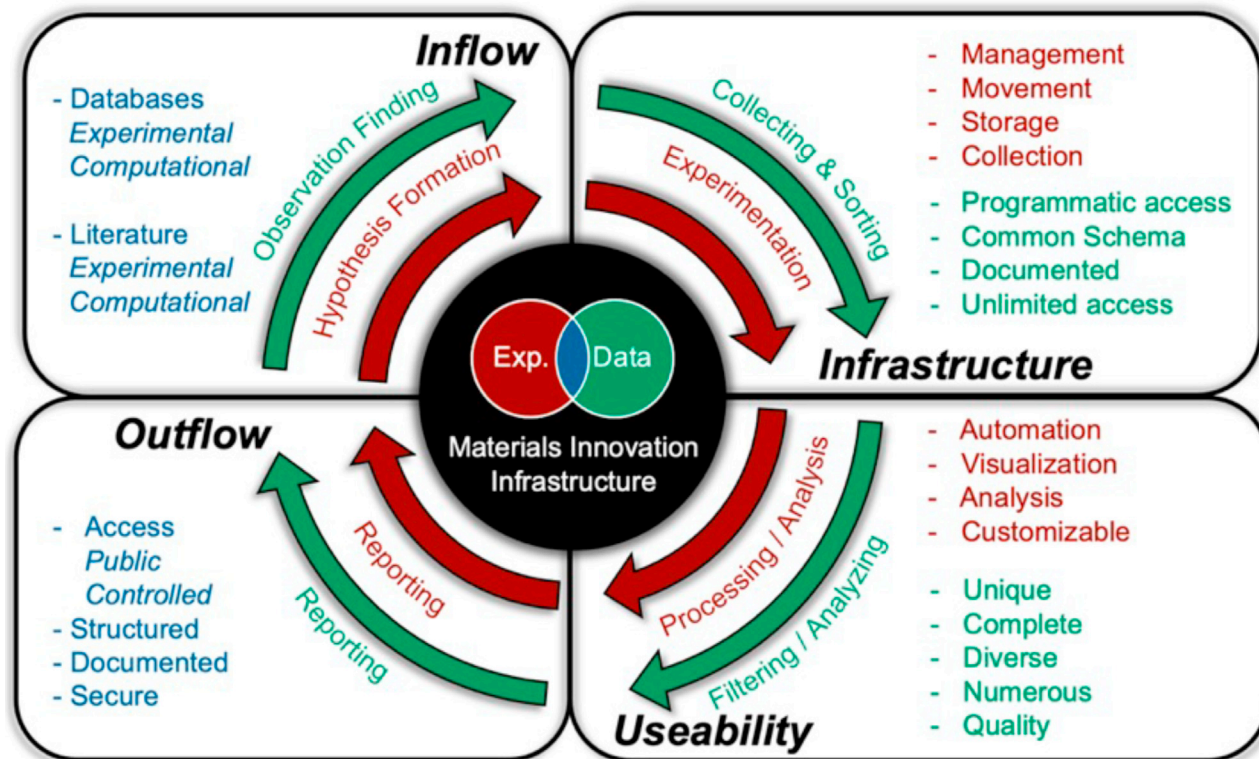 Inflow
- Databases
Experimental
Computational
- Literature
Experimental
Computational
Observation Finding
Hypothesis Formation
Collecting & Sorting
Experimentation
- Management
- Movement
- Storage
- Collection
- Programmatic access
- Common Schema
- Documented
- Unlimited access
Infrastructure
Exp. Data
Materials Innovation
Infrastructure
Outflow
- Access
Public
Controlled
- Structured
- Documented
- Secure
Reporting
Reporting
Processing / Analysis
Filtering / Analyzing
- Automation
- Visualization
- Analysis
- Customizable
- Unique
- Complete
- Diverse
- Numerous
- Quality
Useability